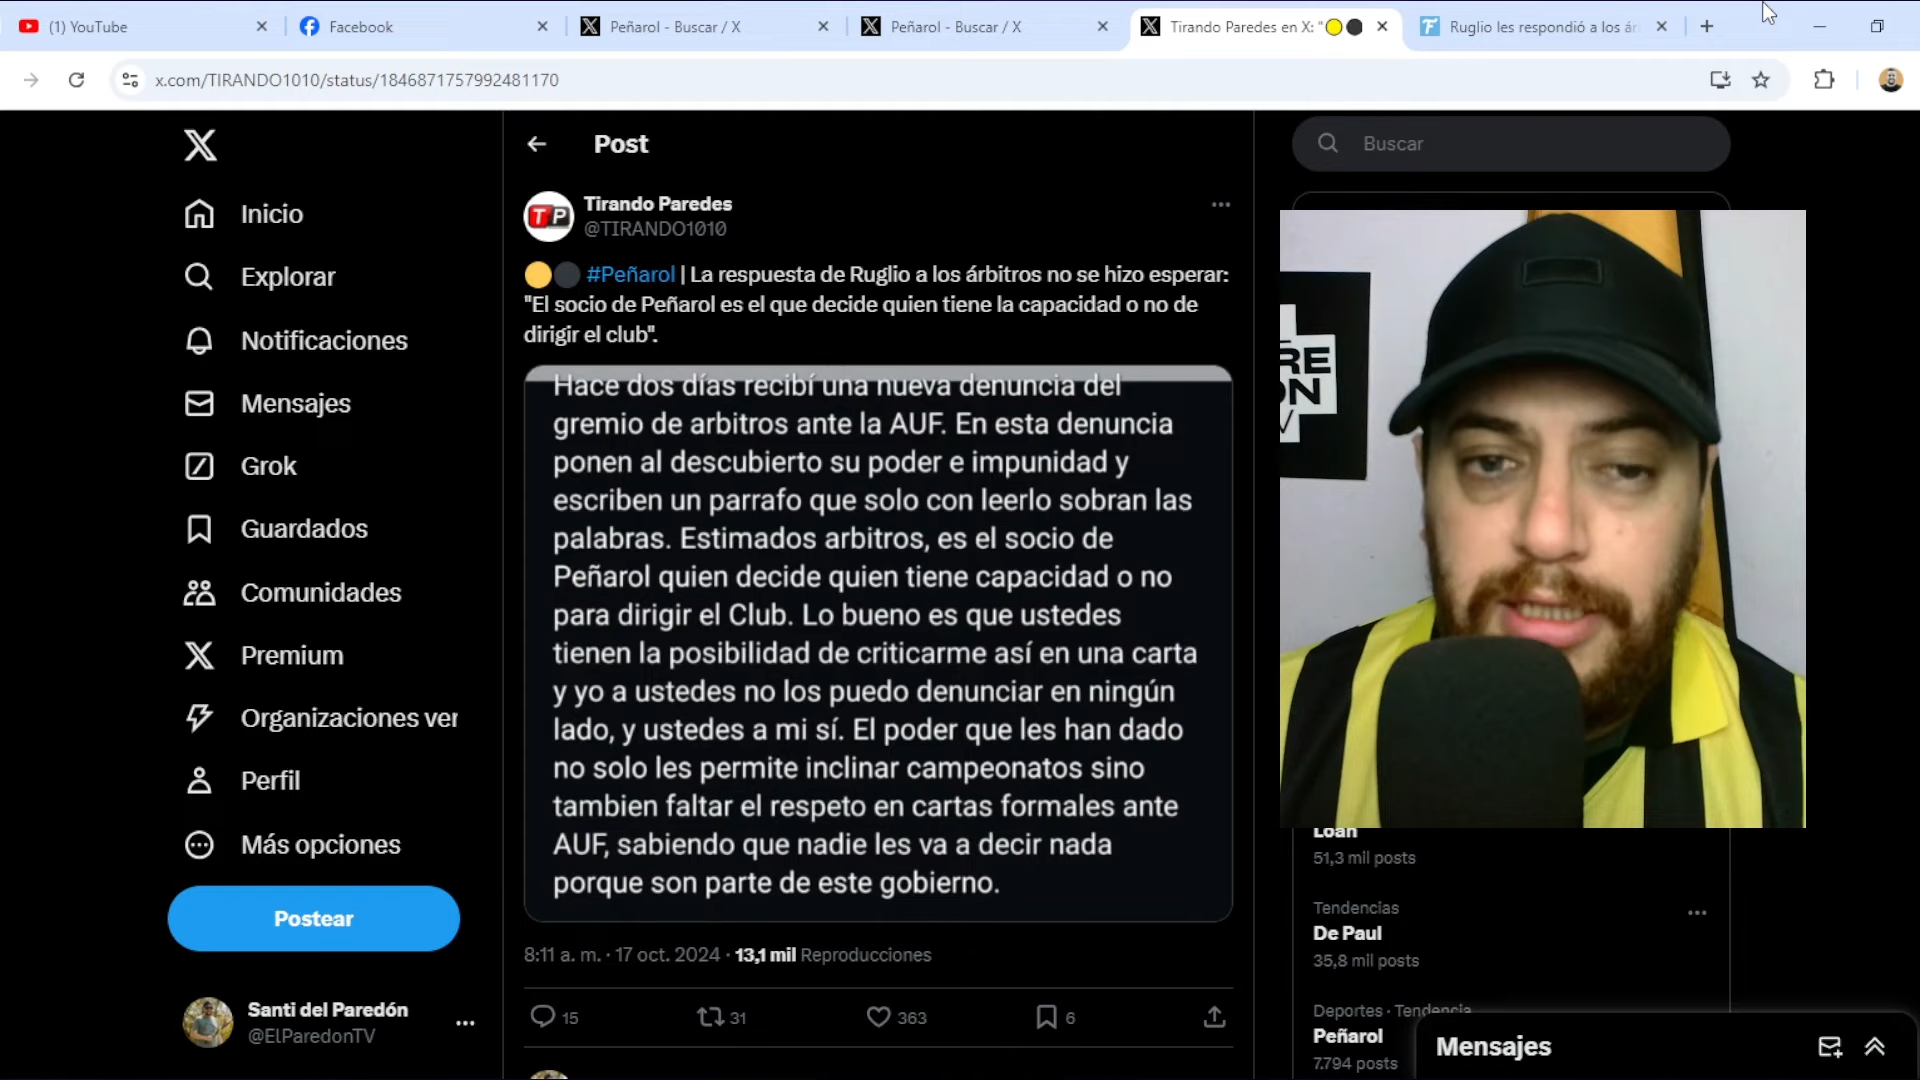 (1) YouTube
Facebook
Peñarol - Buscar / X
Peñarol - Buscar / X
Tirando Paredes en X: "
Ruglio les respondió a los ár
x.com/TIRANDO1010/status/1846871757992481170
Inicio
Explorar
Notificaciones
Mensajes
Grok
Guardados
Comunidades
Premium
Organizaciones ver
Perfil
Más opciones
Postear
Santi del Paredón
@ElParedonTV
Post
Tirando Paredes
@TIRANDO1010
TP
#Peñarol | La respuesta de Ruglio a los árbitros no se hizo esperar:
"El socio de Peñarol es el que decide quien tiene la capacidad o no de
dirigir el club".
Hace dos días recibí una nueva denuncia del
gremio de arbitros ante la AUF. En esta denuncia
ponen al descubierto su poder e impunidad y
escriben un parrafo que solo con leerlo sobran las
palabras. Estimados arbitros, es el socio de
Peñarol quien decide quien tiene capacidad o no
para dirigir el Club. Lo bueno es que ustedes
tienen la posibilidad de criticarme así en una carta
y yo a ustedes no los puedo denunciar en ningún
lado, y ustedes a mi sí. El poder que les han dado
no solo les permite inclinar campeonatos sino
tambien faltar el respeto en cartas formales ante
AUF, sabiendo que nadie les va a decir nada
porque son parte de este gobierno.
8:11 a. m. · 17 oct. 2024 · 13,1 mil Reproducciones
15
31
363
6
Buscar
RE
ON
Loan
51,3 mil posts
Tendencias
De Paul
35,8 mil posts
Deportes · Tendencia
Peñarol
7.794 posts
Mensajes